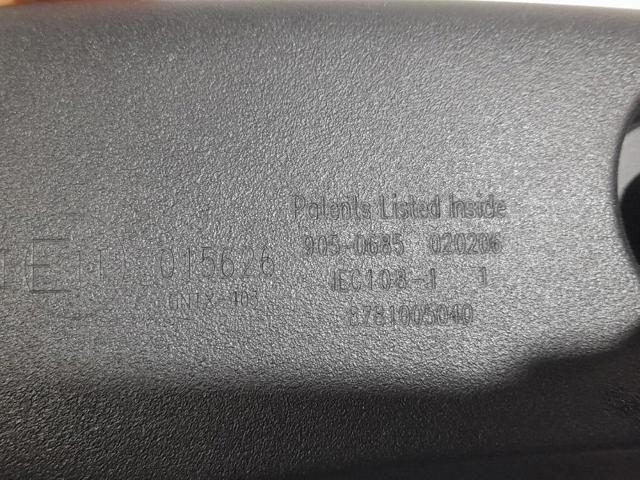 Patents Listed Inside
905-0685 020206
IEC108-1 1
8781005040
015626